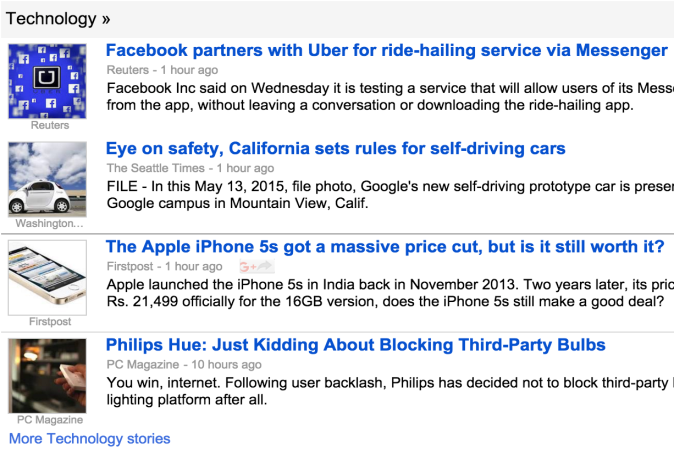 Technology »
Facebook partners with Uber for ride-hailing service via Messenger
Reuters - 1 hour ago
Facebook Inc said on Wednesday it is testing a service that will allow users of its Mess
from the app, without leaving a conversation or downloading the ride-hailing app.
Reuters
Eye on safety, California sets rules for self-driving cars
The Seattle Times - 1 hour ago
FILE - In this May 13, 2015, file photo, Google's new self-driving prototype car is prese
Google campus in Mountain View, Calif.
Washington...
The Apple iPhone 5s got a massive price cut, but is it still worth it?
Firstpost - 1 hour ago G+
Apple launched the iPhone 5s in India back in November 2013. Two years later, its pric
Rs. 21,499 officially for the 16GB version, does the iPhone 5s still make a good deal?
Firstpost
Philips Hue: Just Kidding About Blocking Third-Party Bulbs
PC Magazine - 10 hours ago
You win, internet. Following user backlash, Philips has decided not to block third-party
lighting platform after all.
PC Magazine
More Technology stories